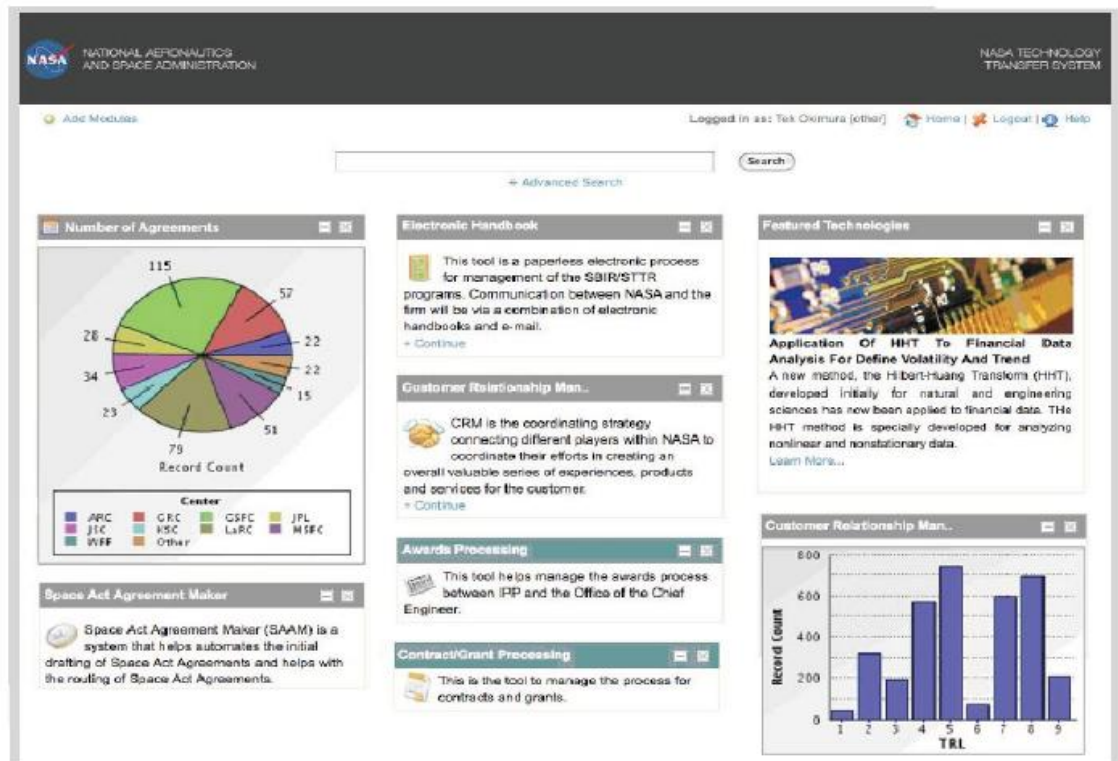 NASA
NATIONAL AERONAUTICS
AND SPACE ADMINISTRATION
NASA TECHNOLOGY
TRANSFER SYSTEM
Add Modules
Logged in as: Tek Okimura [other] Home | Logout | Help
Search
+ Advanced Search
Number of Agreements
115
57
28
22
34
22
15
23
51
79
Record Count
Center
ARC GRC GSFC JPL
JSC KSC LaRC MSFC
WFF Other
Space Act Agreement Maker
Space Act Agreement Maker (SAAM) is a
system that helps automates the initial
drafting of Space Act Agreements and helps with
the routing of Space Act Agreements.
Electronic Handbook
This tool is a paperless electronic process
for management of the SBIR/STTR
programs. Communication between NASA and the
firm will be via a combination of electronic
handbooks and e-mail.
+ Continue
Customer Relationship Man..
CRM is the coordinating strategy
connecting different players within NASA to
coordinate their efforts in creating an
overall valuable series of experiences, products
and services for the customer.
+ Continue
Awards Processing
This tool helps manage the awards process
between IPP and the Office of the Chief
Engineer.
Contract/Grant Processing
This is the tool to manage the process for
contracts and grants.
Featured Technologies
Application Of HHT To Financial Data
Analysis For Define Volatility And Trend
A new method, the Hilbert-Huang Transform (HHT),
developed initially for natural and engineering
sciences has now been applied to financial data. THe
HHT method is specially developed for analyzing
nonlinear and nonstationary data.
Learn More...
Customer Relationship Man..
800
600
400
200
0
Record Count
1 2 3 4 5 6 7 8 9
TRL